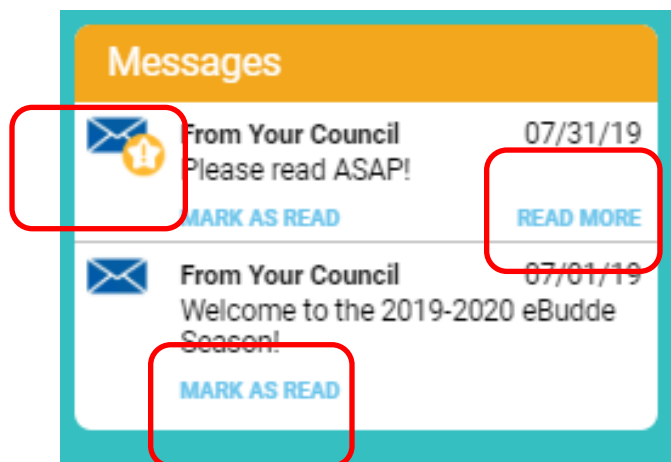 Messages
From Your Council 07/31/19
Please read ASAP!
MARK AS READ READ MORE
From Your Council 07/01/19
Welcome to the 2019-2020 eBudde
Season!
MARK AS READ